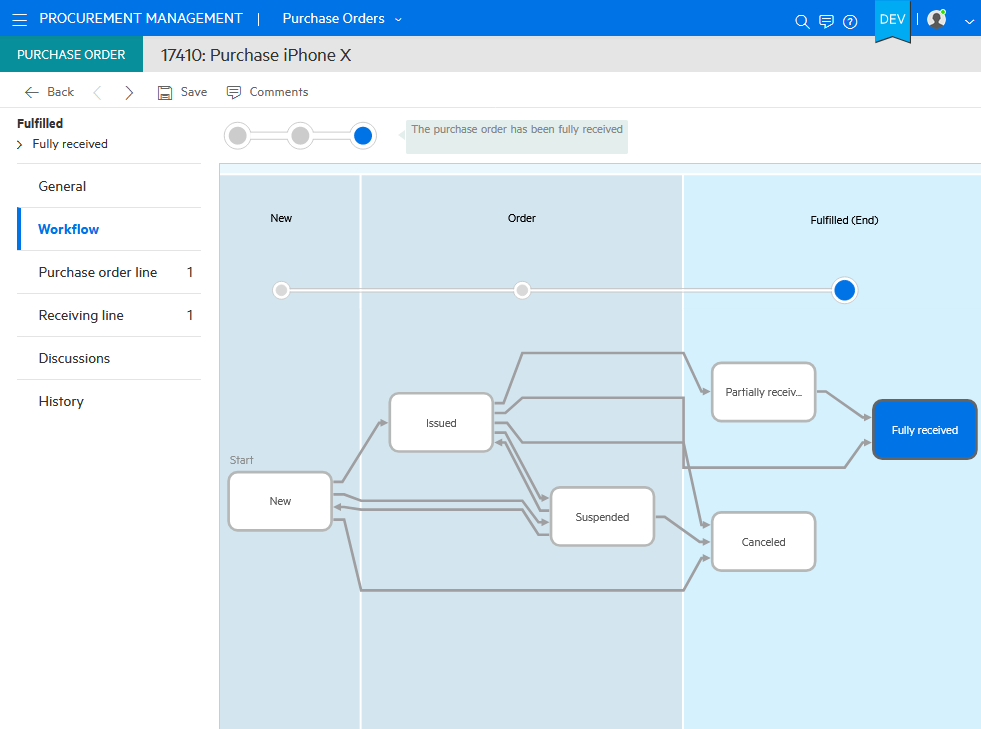 PROCUREMENT MANAGEMENT | Purchase Orders
DEV
PURCHASE ORDER
17410: Purchase iPhone X
Back
Save
Comments
Fulfilled
Fully received
The purchase order has been fully received
General
Workflow
Purchase order line 1
Receiving line 1
Discussions
History
New
Order
Fulfilled (End)
Partially receiv...
Issued
Fully received
Start
New
Suspended
Canceled